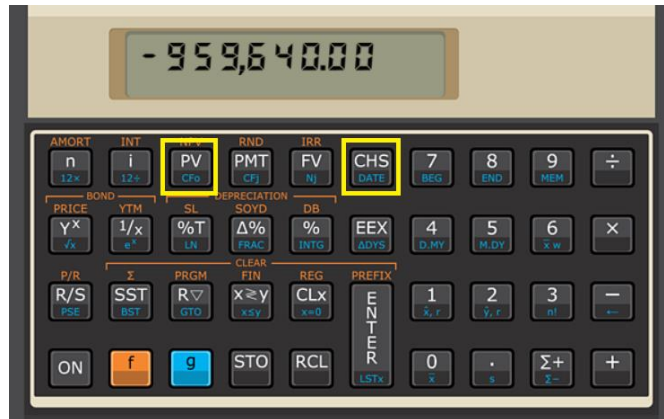 -959,640.00
AMORT INT NPV RND IRR
n i PV PMT FV CHS 7 8 9 ÷
12× 12÷ CFo CFj Nj DATE BEG END MEM
BOND DEPRECIATION
PRICE YTM SL SOYD DB
Yˣ 1/x %T Δ% % EEX 4 5 6 ×
√x eˣ LN FRAC INTG ΔDYS D.MY M.DY x̄ w
CLEAR
P/R Σ PRGM FIN REG PREFIX
R/S SST R▽ x≷y CLx ENTER 1 2 3 −
PSE BST GTO x≤y x=0 x̂, r ŷ, r n! ←
ON f g STO RCL 0 . Σ+ +
LSTx x̄ s Σ−